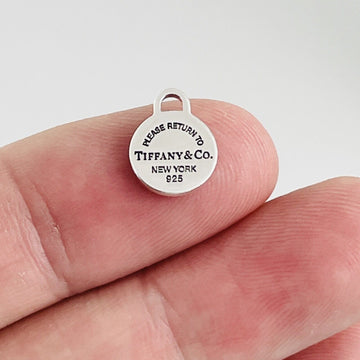 PLEASE RETURN TO
TIFFANY & CO.
NEW YORK
925